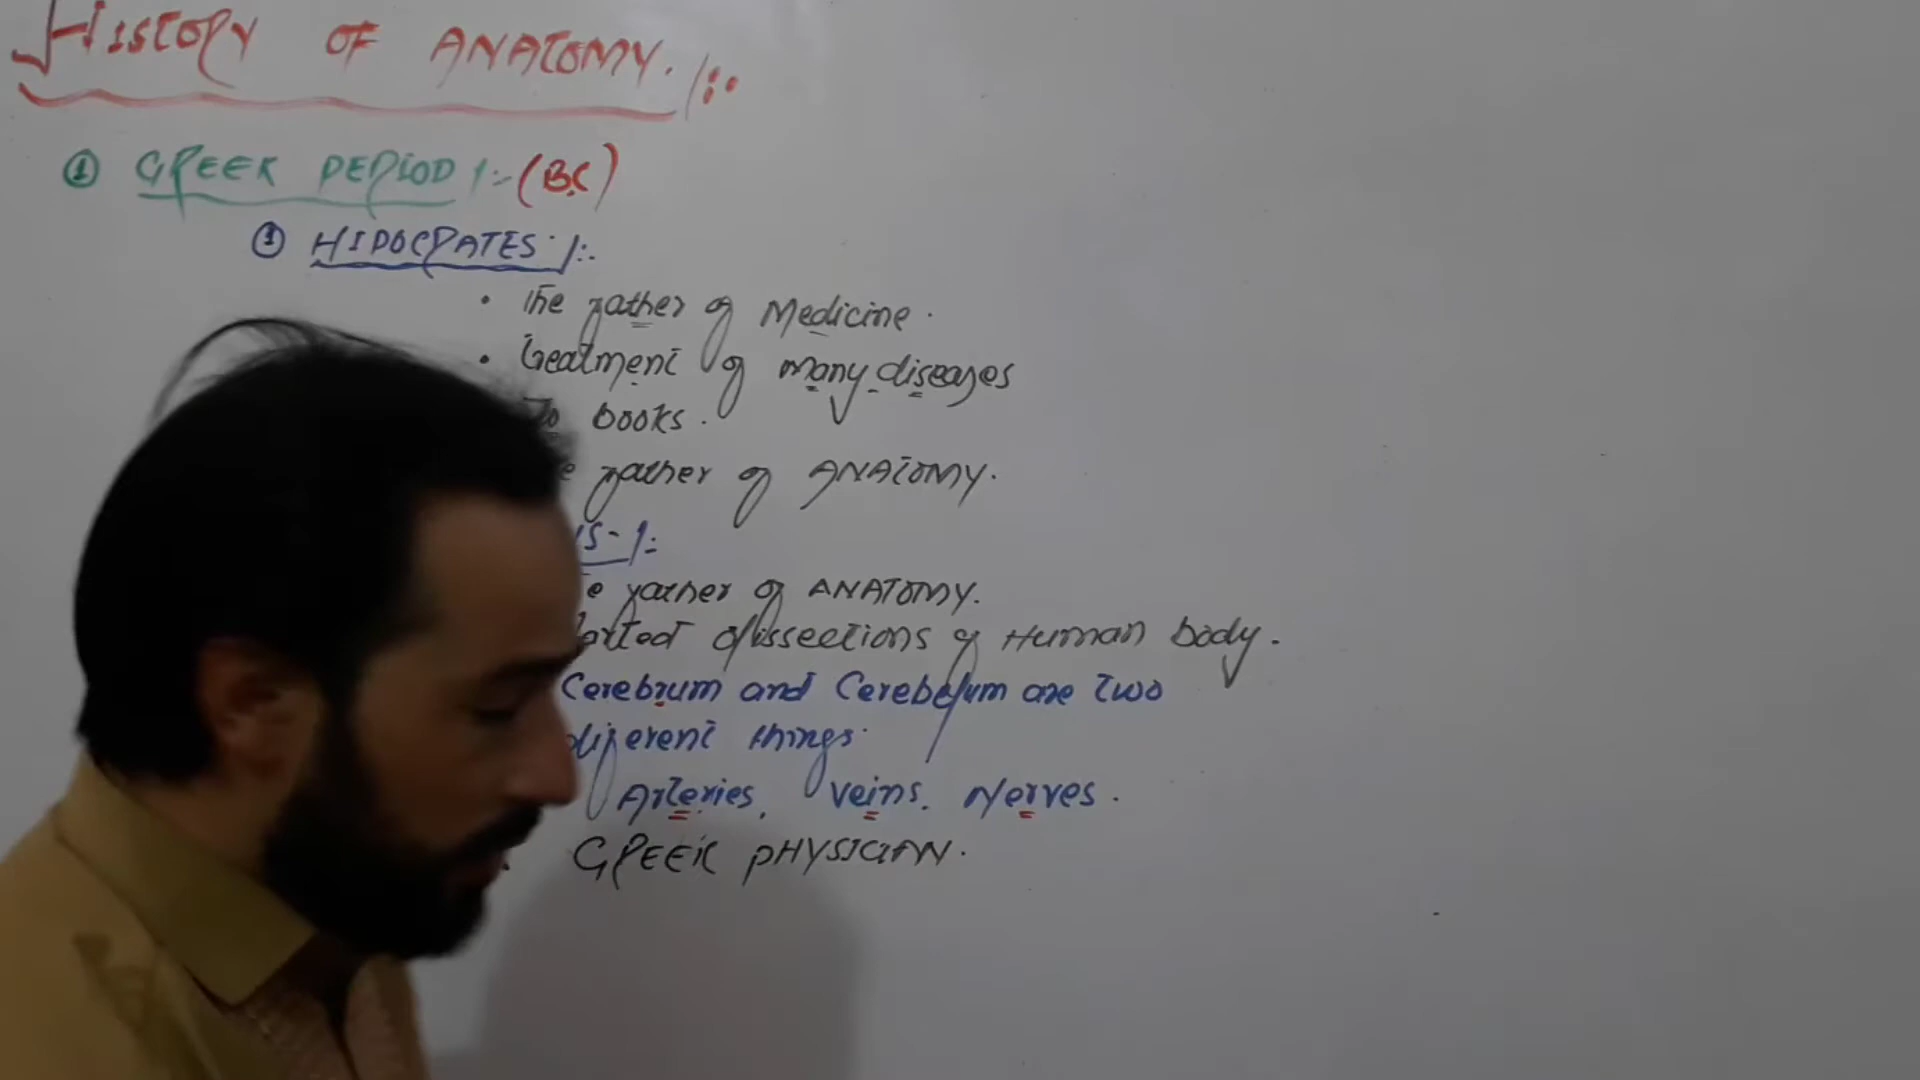 HISTORY OF ANATOMY.
① GREEK PERIOD :- (BC)
① HIPOCRATES :-
• The father of Medicine.
• Treatment of many diseases
70 books.
father of ANATOMY.
father of ANATOMY.
dissections of Human body.
Cerebrum and Cerebelum are two
different things.
Arteries, Veins, Nerves.
• GREEK PHYSICIAN.